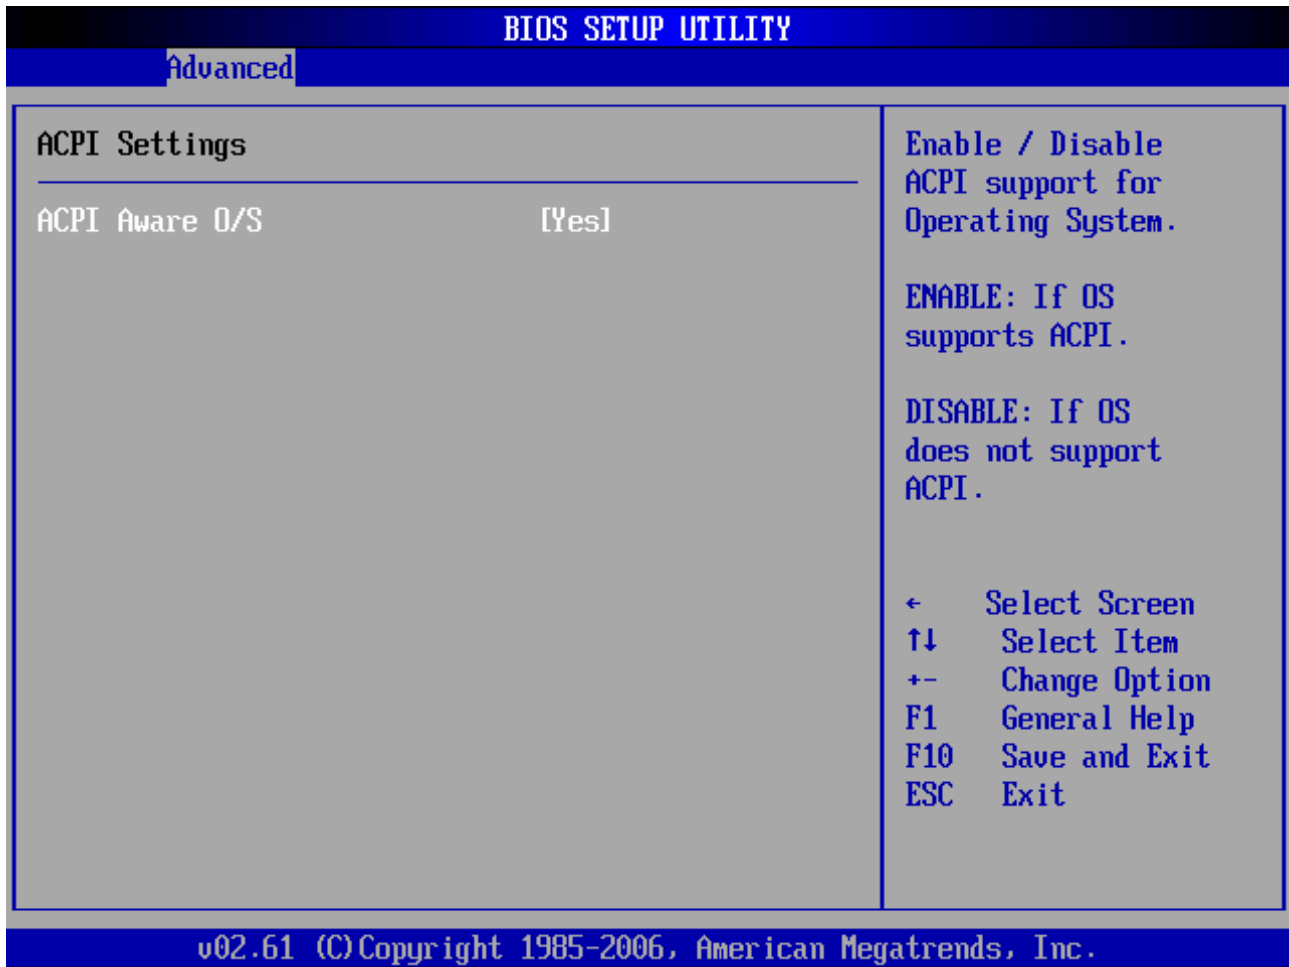 BIOS SETUP UTILITY
Advanced
ACPI Settings
ACPI Aware O/S [Yes]
Enable / Disable
ACPI support for
Operating System.
ENABLE: If OS
supports ACPI.
DISABLE: If OS
does not support
ACPI.
← Select Screen
↑↓ Select Item
+- Change Option
F1 General Help
F10 Save and Exit
ESC Exit
v02.61 (C)Copyright 1985-2006, American Megatrends, Inc.